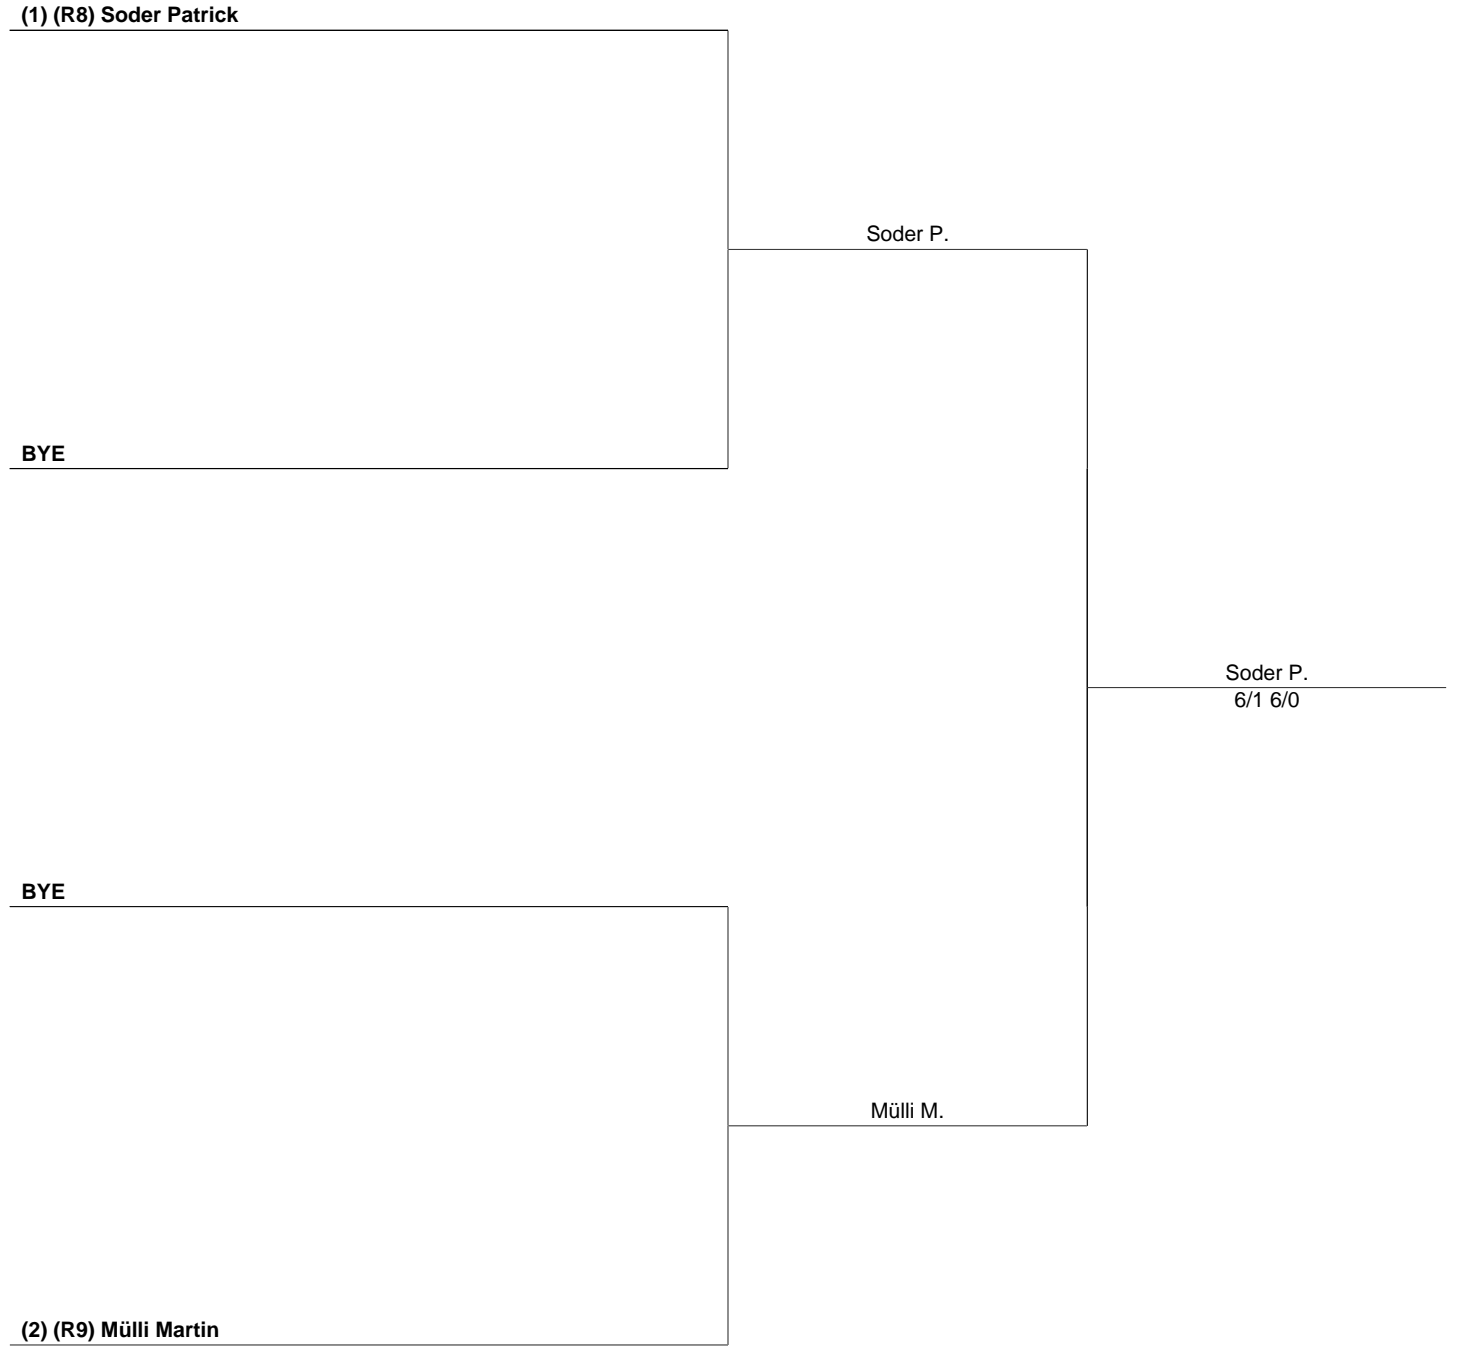 (1) (R8) Soder Patrick
Soder P.
BYE
Soder P.
6/1 6/0
BYE
Mülli M.
(2) (R9) Mülli Martin